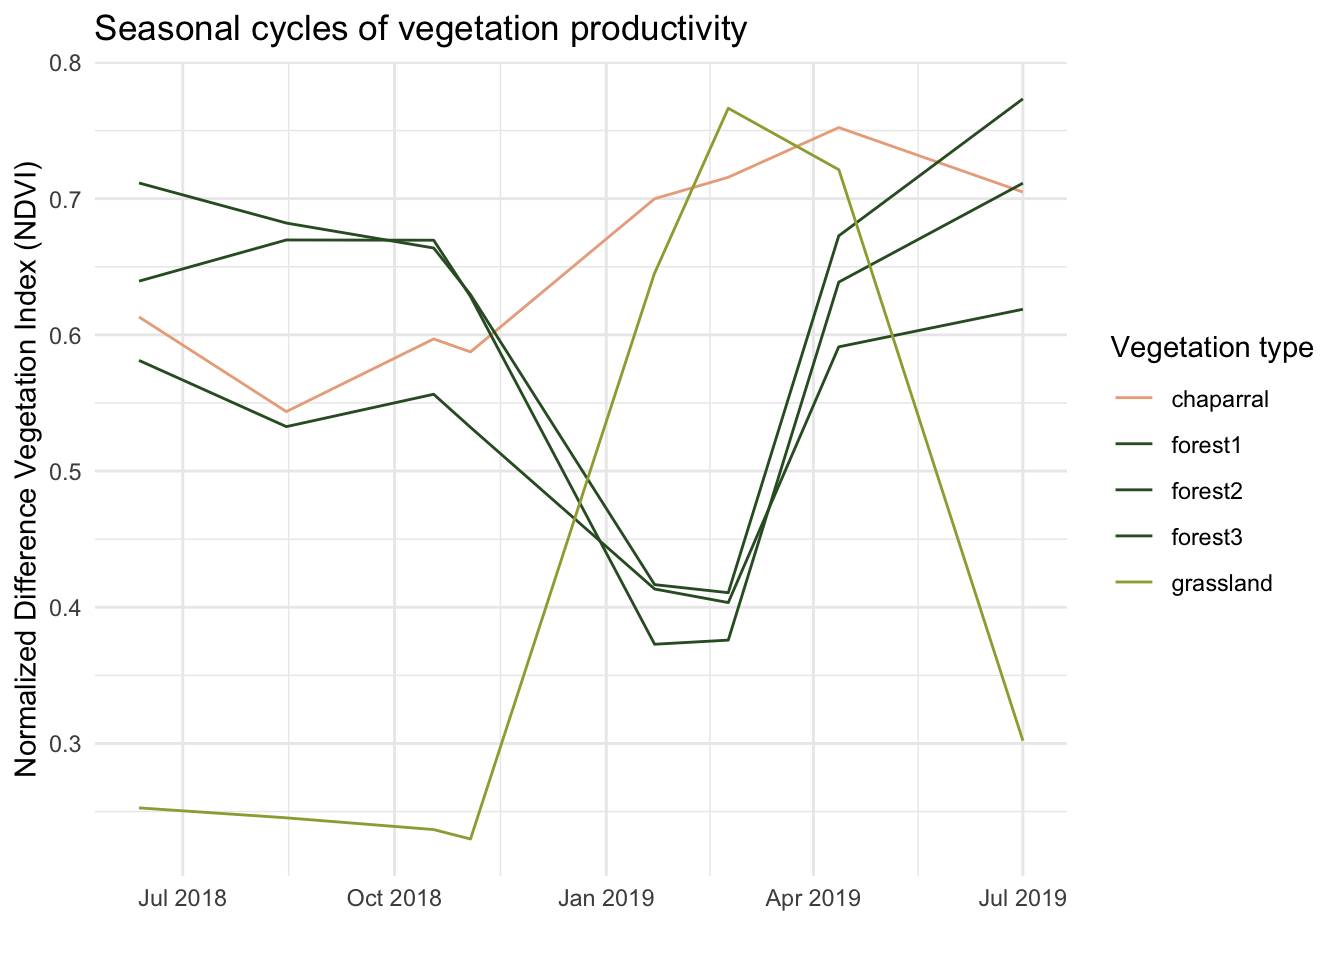 Seasonal cycles of vegetation productivity
Normalized Difference Vegetation Index (NDVI)
0.8
0.7
0.6
0.5
0.4
0.3
Jul 2018
Oct 2018
Jan 2019
Apr 2019
Jul 2019
Vegetation type
chaparral
forest1
forest2
forest3
grassland